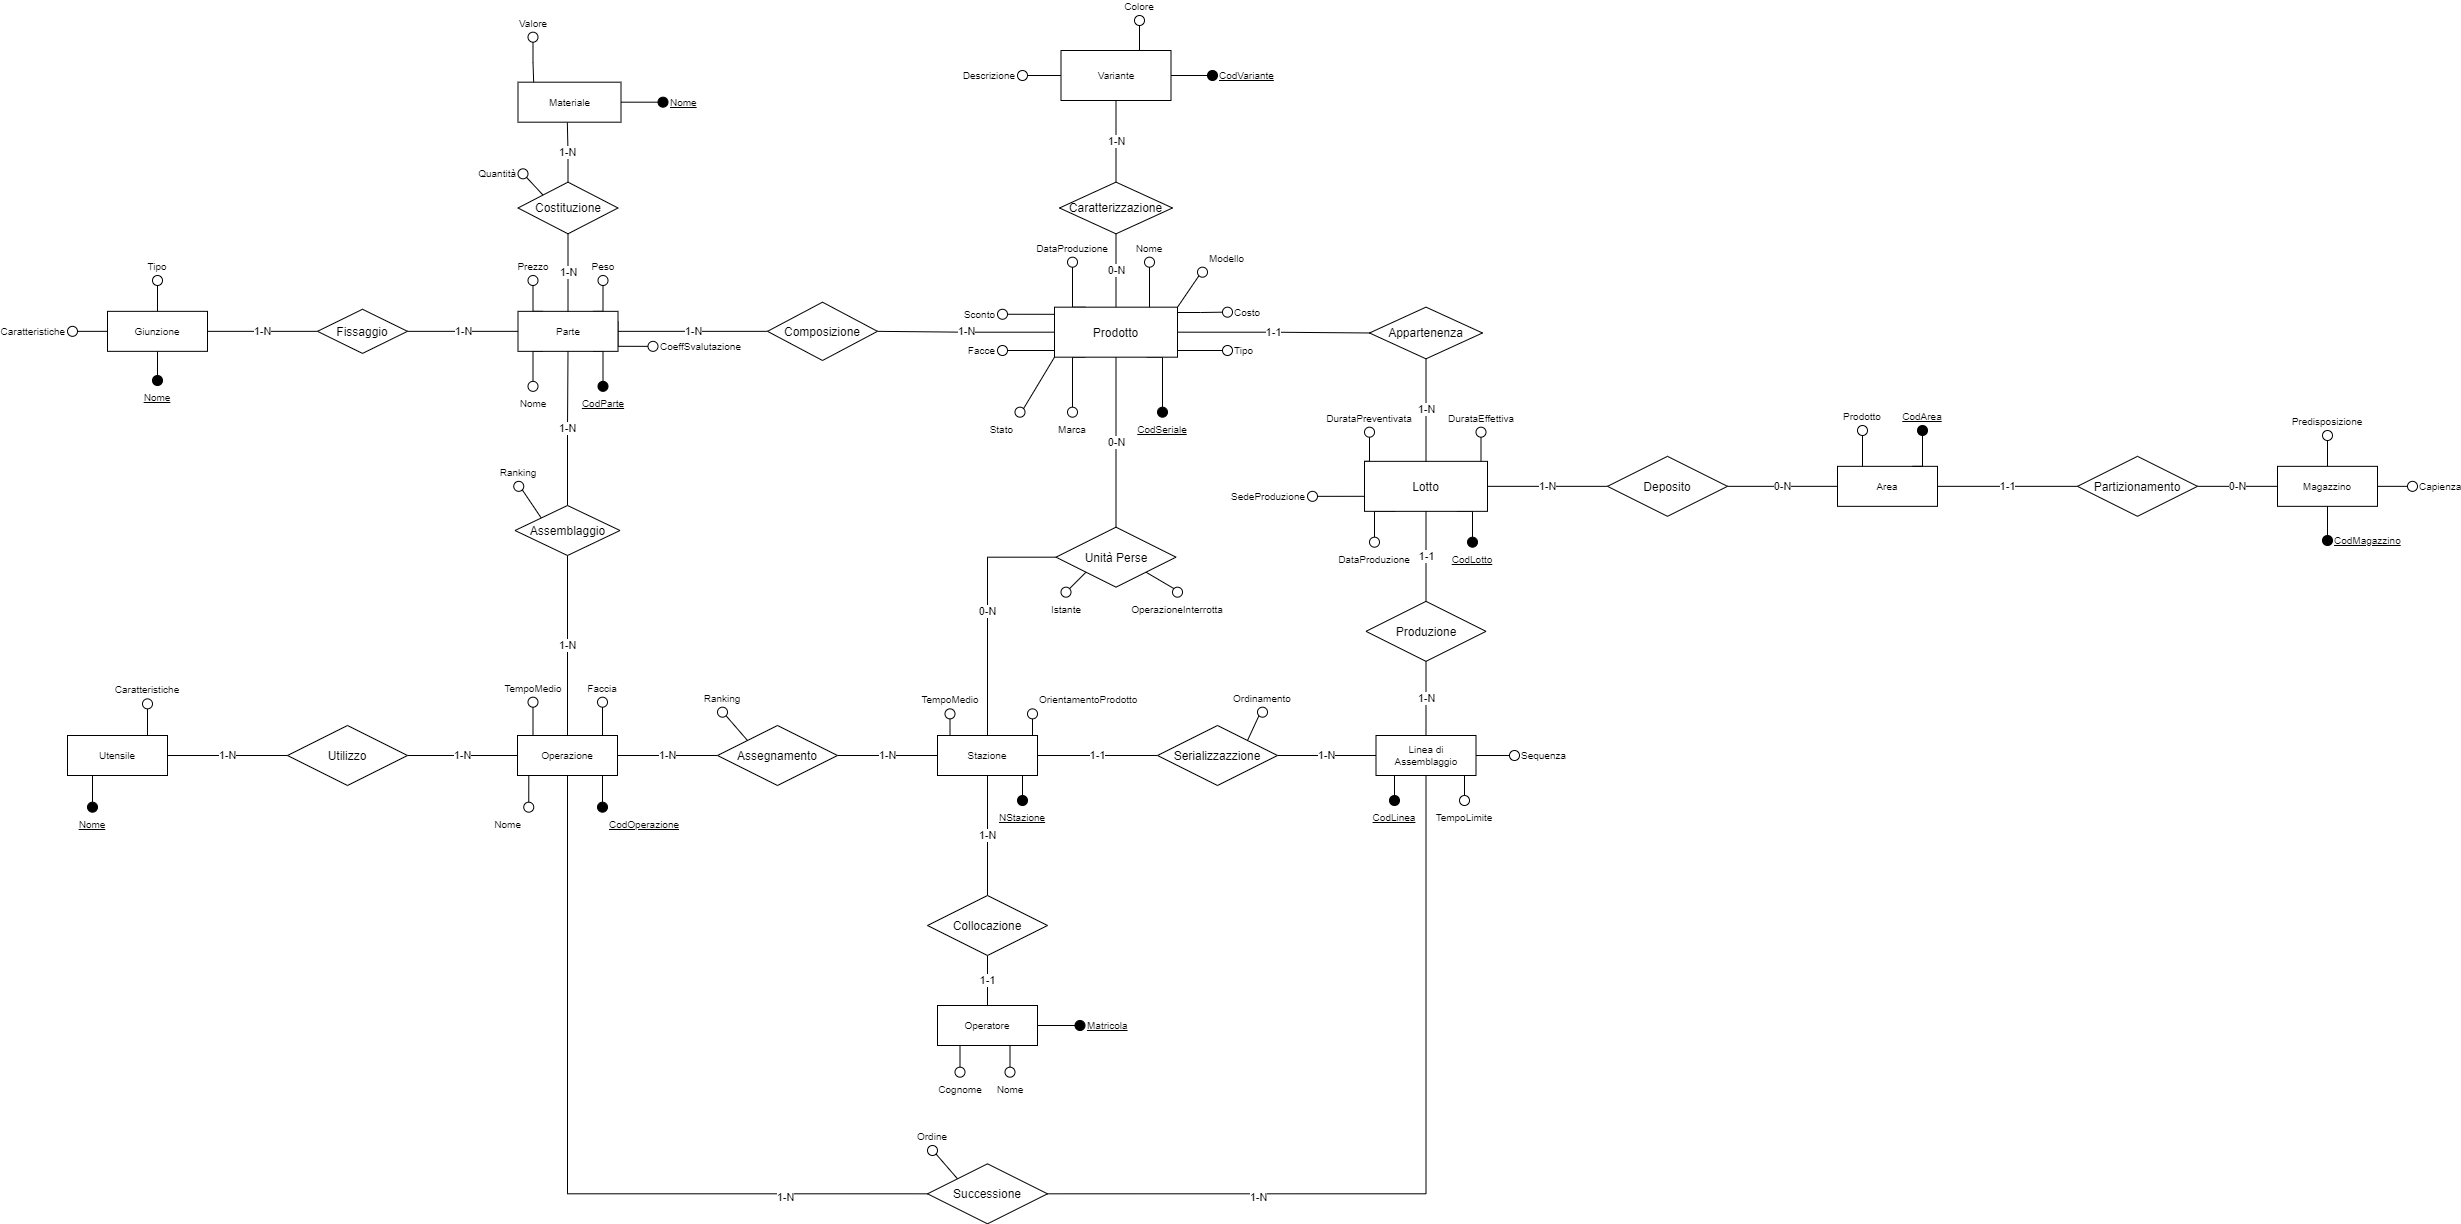 Colore
Valore
Descrizione
Variante
CodVariante
Materiale
Nome
1-N
1-N
Quantità
Costituzione
Caratterizzazione
DataProduzione
Nome
Modello
Tipo
Prezzo
1-N
Peso
0-N
Sconto
Costo
Caratteristiche
Giunzione
1-N
Fissaggio
1-N
Parte
1-N
Composizione
1-N
Prodotto
1-1
Appartenenza
CoeffSvalutazione
Facce
Tipo
Nome
Nome
CodParte
Stato
Marca
CodSeriale
1-N
1-N
0-N
DurataPreventivata
DurataEffettiva
Prodotto
CodArea
Predisposizione
Ranking
SedeProduzione
Lotto
1-N
Deposito
0-N
Area
1-1
Partizionamento
0-N
Magazzino
Capienza
Assemblaggio
CodMagazzino
Unità Perse
DataProduzione
1-1
CodLotto
Istante
OperazioneInterrotta
0-N
Produzione
1-N
Caratteristiche
TempoMedio
Faccia
Ranking
TempoMedio
OrientamentoProdotto
Ordinamento
1-N
Utensile
1-N
Utilizzo
1-N
Operazione
1-N
Assegnamento
1-N
Stazione
1-1
Serializzazzione
1-N
Linea di
Assemblaggio
Sequenza
Nome
Nome
CodOperazione
NStazione
CodLinea
TempoLimite
1-N
Collocazione
1-1
Operatore
Matricola
Cognome
Nome
Ordine
1-N
Successione
1-N